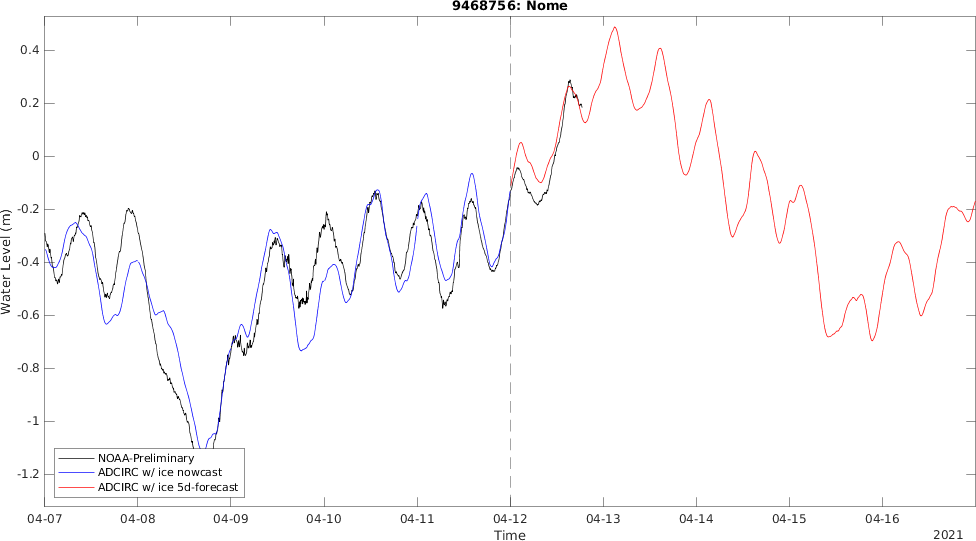 9468756: Nome
Water Level (m)
0.4
0.2
0
-0.2
-0.4
-0.6
-0.8
-1
-1.2
NOAA-Preliminary
ADCIRC w/ ice nowcast
ADCIRC w/ ice 5d-forecast
04-07 04-08 04-09 04-10 04-11 04-12 04-13 04-14 04-15 04-16
Time
2021